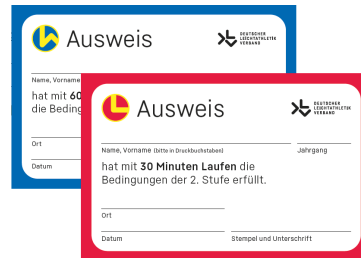 Ausweis
DEUTSCHER
LEICHTATHLETIK
VERBAND
Name, Vorname
hat mit 60
die Beding
Ort
Datum
Ausweis
DEUTSCHER
LEICHTATHLETIK
VERBAND
Name, Vorname (bitte in Druckbuchstaben)
Jahrgang
hat mit 30 Minuten Laufen die
Bedingungen der 2. Stufe erfüllt.
Ort
Datum
Stempel und Unterschrift